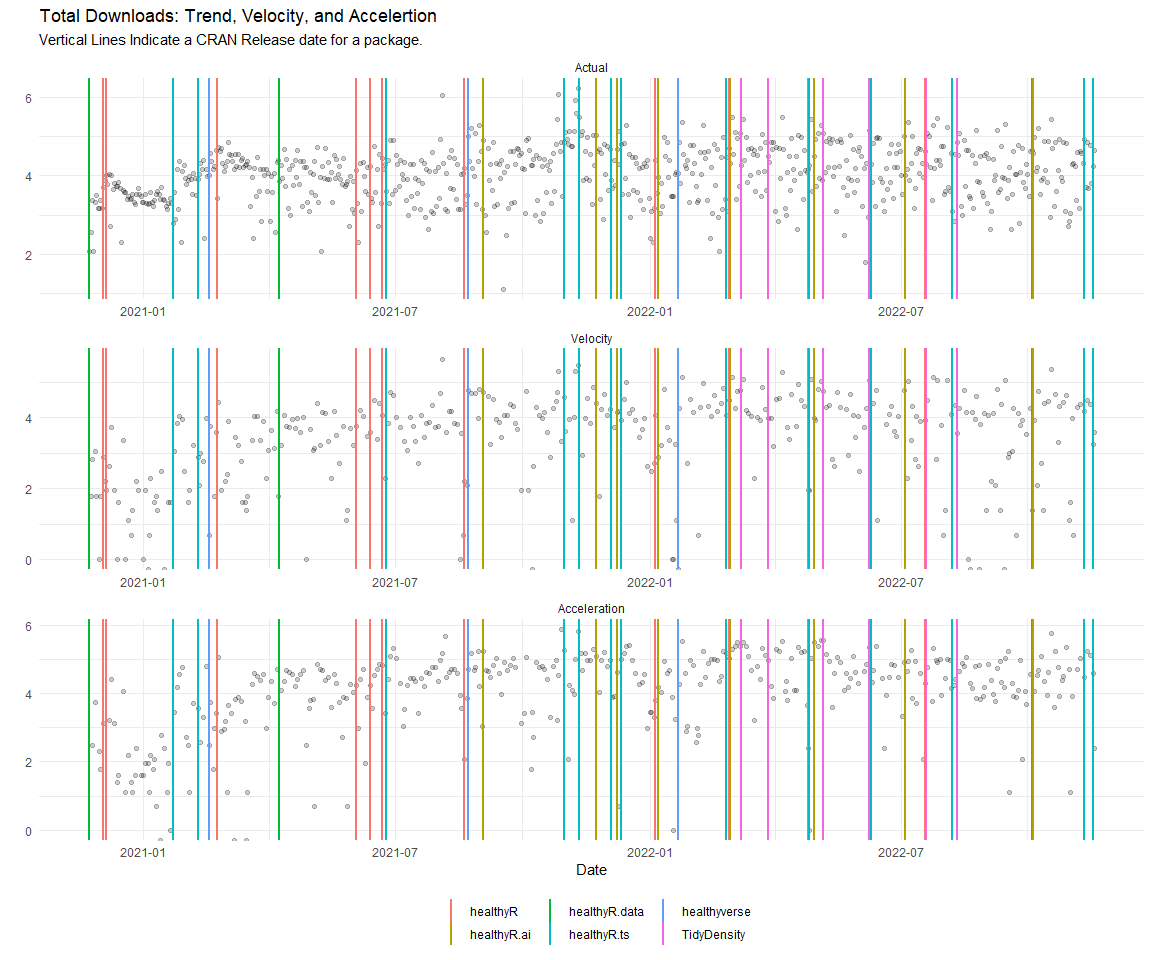 Total Downloads: Trend, Velocity, and Accelertion
Vertical Lines Indicate a CRAN Release date for a package.
Actual
6
4
2
2021-01 2021-07 2022-01 2022-07
Velocity
4
2
0
2021-01 2021-07 2022-01 2022-07
Acceleration
6
4
2
0
2021-01 2021-07 2022-01 2022-07
Date
healthyR healthyR.data healthyverse
healthyR.ai healthyR.ts TidyDensity